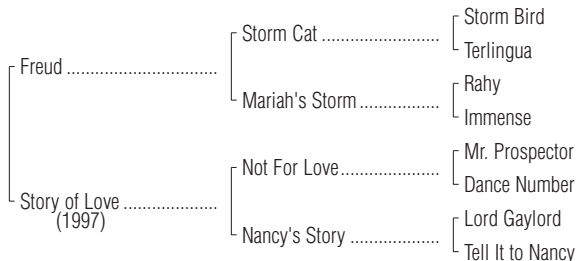 Storm Bird
Storm Cat ..........................
Terlingua
Freud ................................
Rahy
Mariah's Storm .................
Immense
Mr. Prospector
Not For Love.....................
Dance Number
Story of Love ....................
(1997)
Lord Gaylord
Nancy's Story ....................
Tell It to Nancy